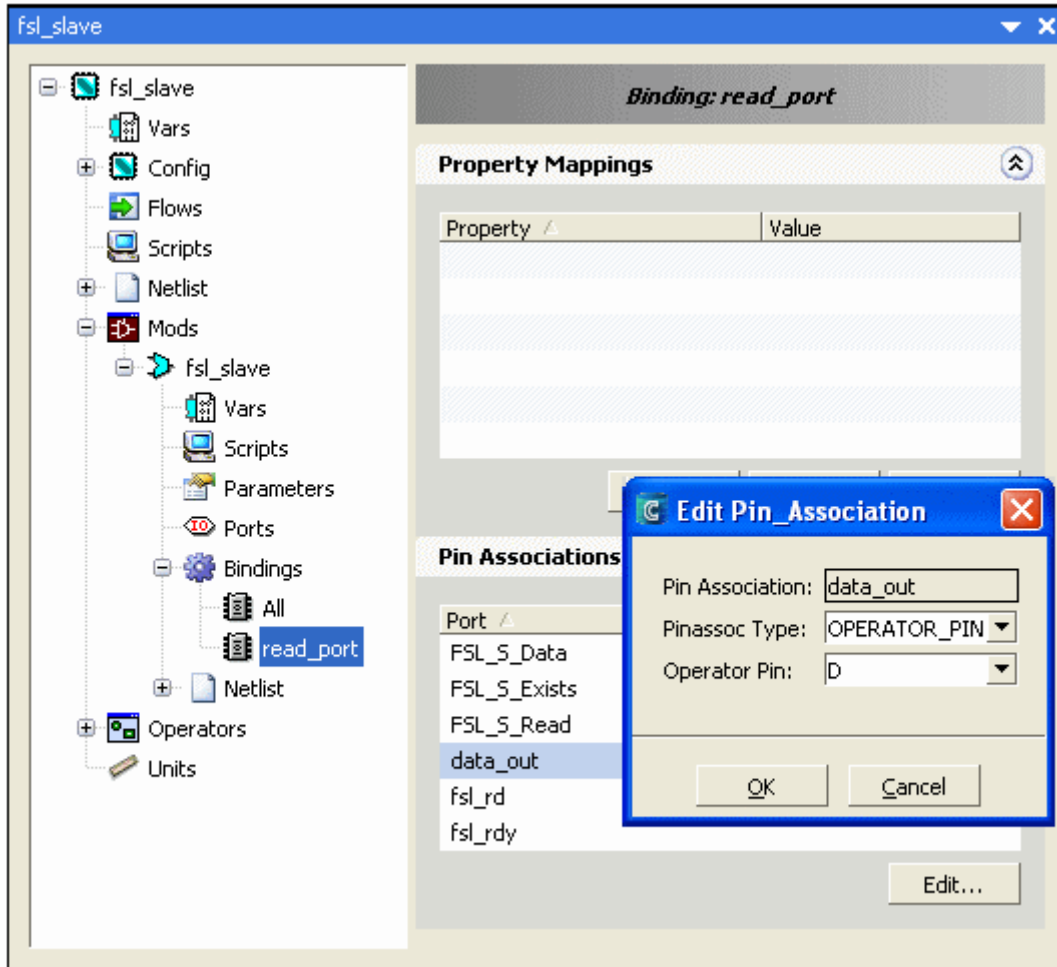 fsl_slave
fsl_slave
Vars
Config
Flows
Scripts
Netlist
Mods
fsl_slave
Vars
Scripts
Parameters
IO Ports
Bindings
All
read_port
Netlist
Operators
Units
Binding: read_port
Property Mappings
Property Value
Pin Associations
Port
FSL_S_Data
FSL_S_Exists
FSL_S_Read
data_out
fsl_rd
fsl_rdy
Edit...
C Edit Pin_Association
Pin Association: data_out
Pinassoc Type: OPERATOR_PIN
Operator Pin: D
OK Cancel